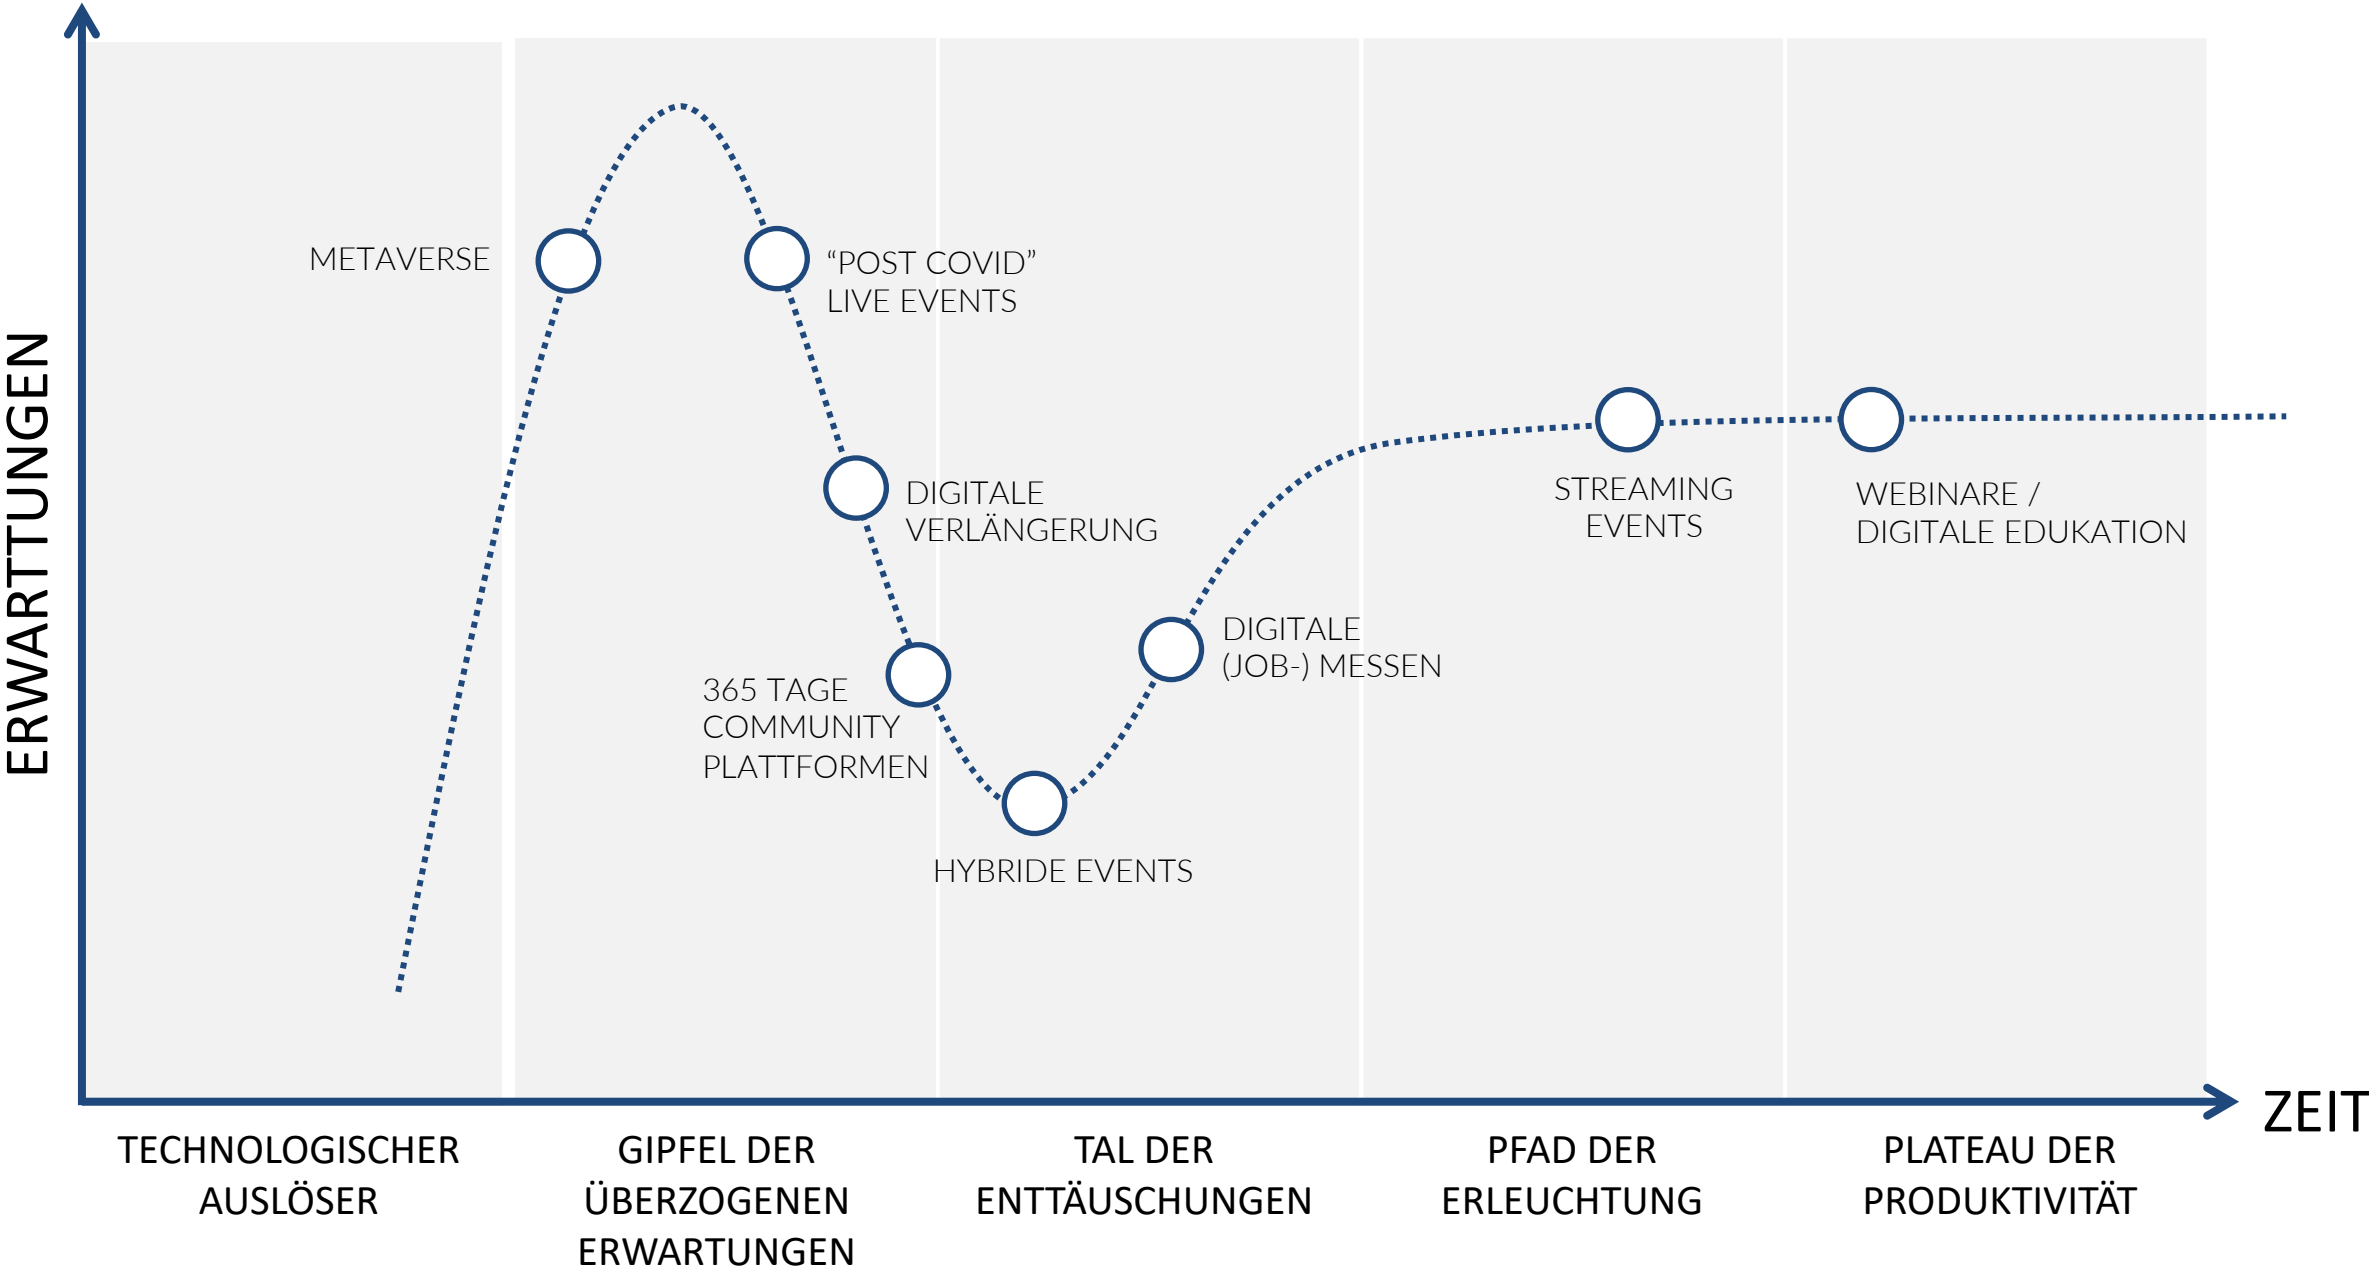 ERWARTTUNGEN
METAVERSE
“POST COVID”
LIVE EVENTS
DIGITALE
VERLÄNGERUNG
365 TAGE
COMMUNITY
PLATTFORMEN
HYBRIDE EVENTS
DIGITALE
(JOB-) MESSEN
STREAMING
EVENTS
WEBINARE /
DIGITALE EDUKATION
ZEIT
TECHNOLOGISCHER
AUSLÖSER
GIPFEL DER
ÜBERZOGENEN
ERWARTUNGEN
TAL DER
ENTTÄUSCHUNGEN
PFAD DER
ERLEUCHTUNG
PLATEAU DER
PRODUKTIVITÄT